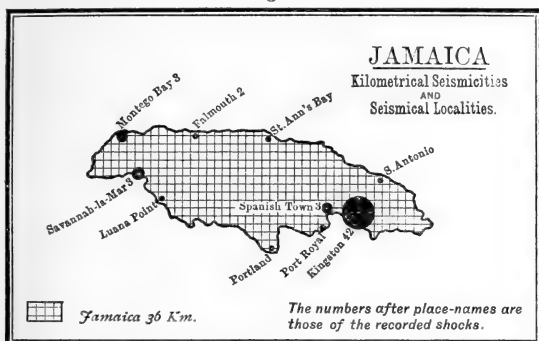 JAMAICA
Kilometrical Seismicities
AND
Seismical Localities.
Montego Bay 3
Falmouth 2
St. Ann's Bay
S. Antonio
Savannah-la-Mar 3
Luana Point
Spanish Town 3
Portland
Port Royal
Kingston 42
Jamaica 36 Km.
The numbers after place-names are
those of the recorded shocks.